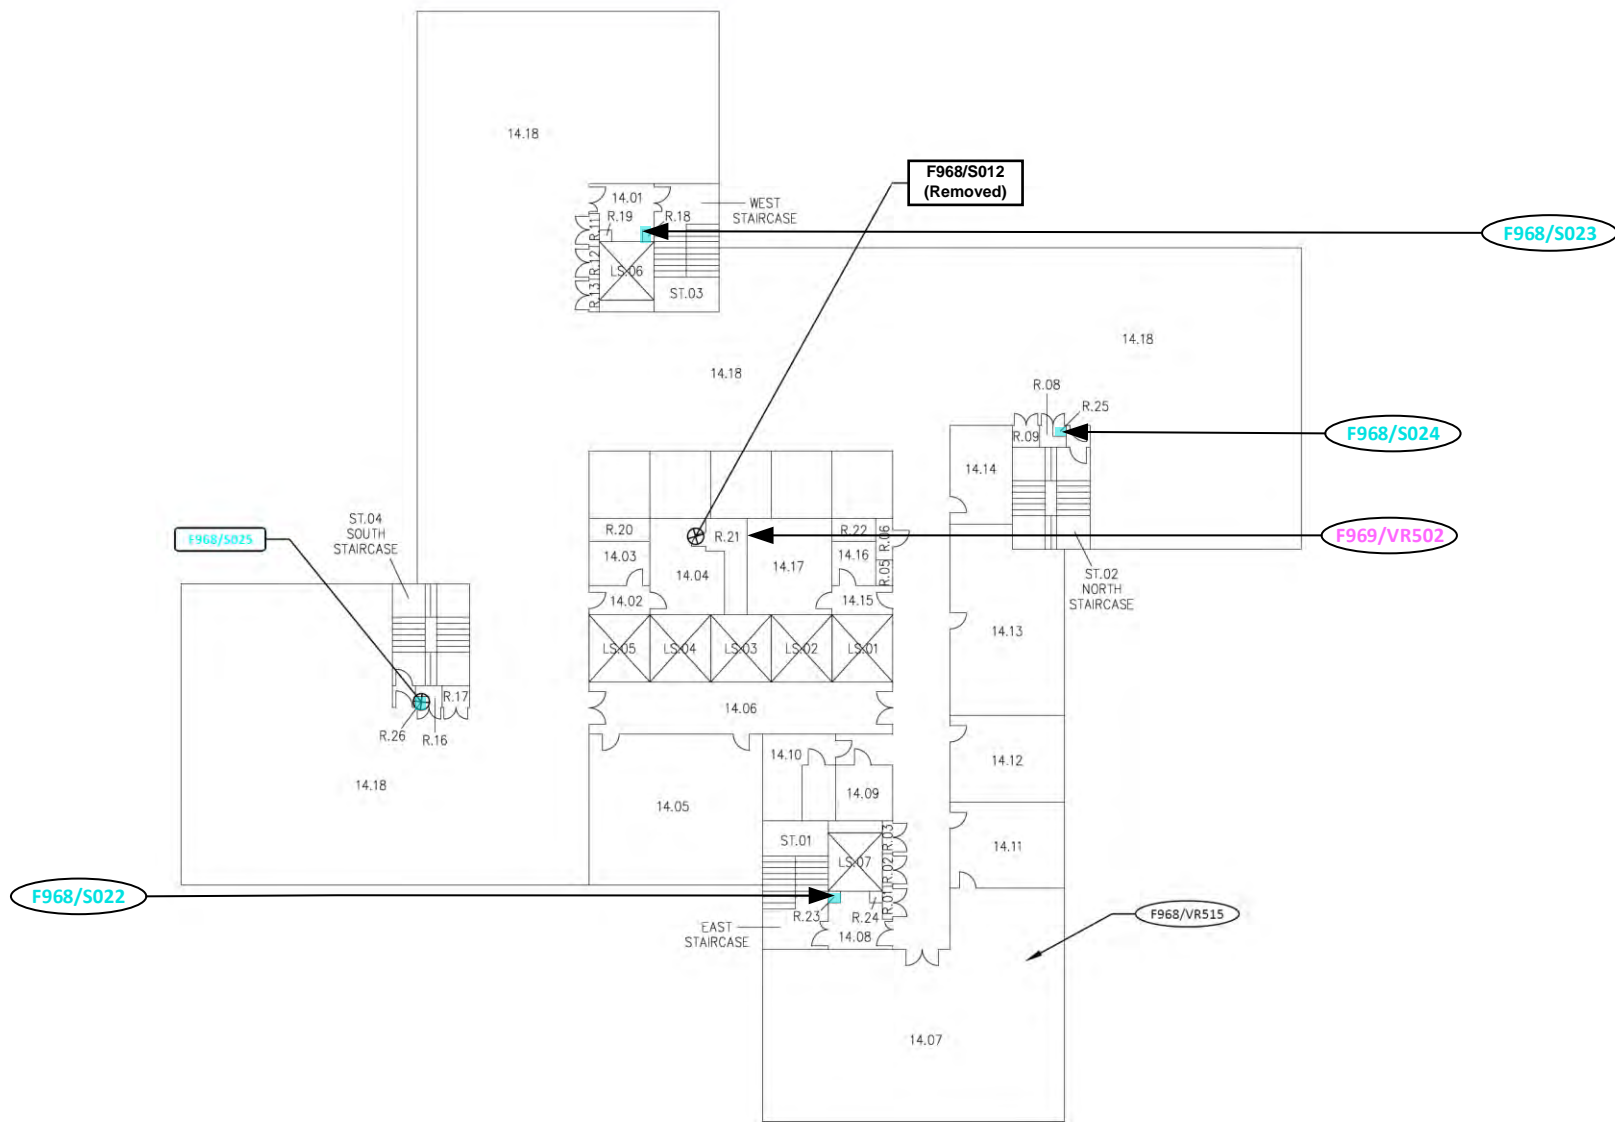 14.18
F968/S012
(Removed)
14.01
R.19
R.18
WEST
STAIRCASE
F968/S023
R.11
R.12
R.13
LS.06
ST.03
14.18
14.18
R.08
R.25
R.09
F968/S024
14.14
ST.04
SOUTH
STAIRCASE
F968/S025
R.20
R.21
R.22
R.06
F969/VR502
14.03
14.04
14.17
14.16
R.05
14.02
14.15
ST.02
NORTH
STAIRCASE
14.13
LS.05
LS.04
LS.03
LS.02
LS.01
R.17
14.06
R.26
R.16
14.10
14.12
14.18
14.05
14.09
ST.01
R.03
LS.07
R.02
14.11
F968/S022
R.01
R.23
R.24
F968/VR515
EAST
STAIRCASE
14.08
14.07